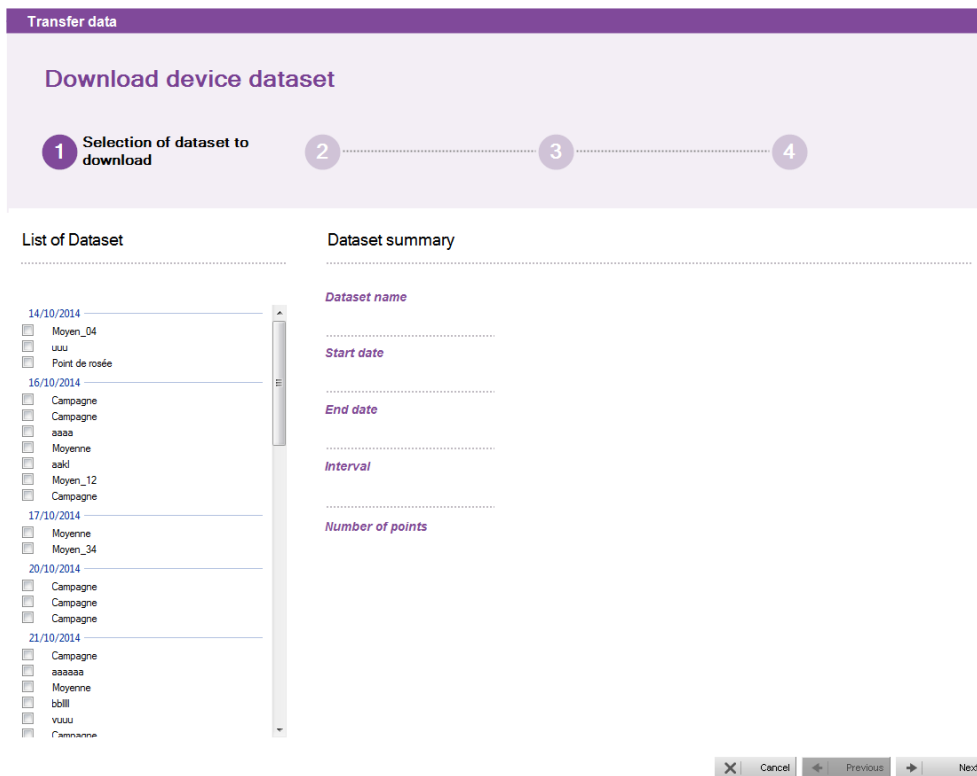 Transfer data
Download device dataset
1 Selection of dataset to
download
2
3
4
List of Dataset
Dataset summary
14/10/2014
Moyen_04
uuu
Point de rosée
16/10/2014
Campagne
Campagne
aaaa
Moyenne
aakl
Moyen_12
Campagne
17/10/2014
Moyenne
Moyen_34
20/10/2014
Campagne
Campagne
Campagne
21/10/2014
Campagne
aaaaaa
Moyenne
vuuu
Campagne
Dataset name
Start date
End date
Interval
Number of points
Cancel
Previous
Next